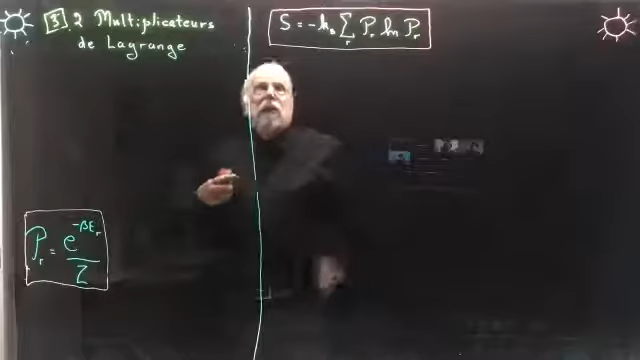 3.2 Multiplicateurs
de Lagrange
S = -k_B ∑_r P_r ln P_r
P_r = e^{-βE_r} / Z